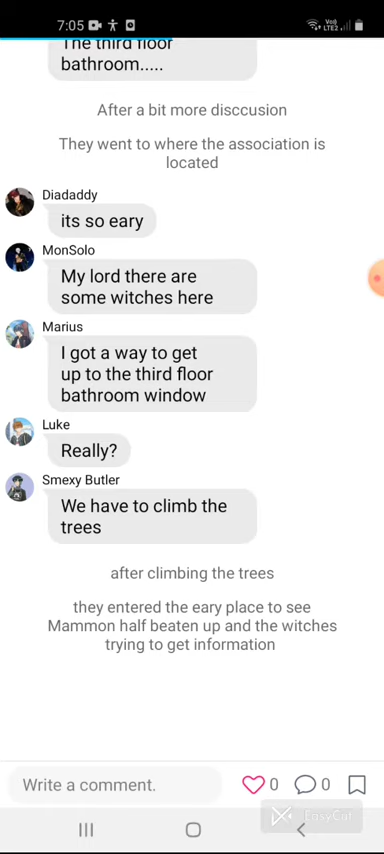 7:05
Vo))
LTE2
The third floor
bathroom.....
After a bit more disccusion
They went to where the association is
located
Diadaddy
its so eary
MonSolo
My lord there are
some witches here
Marius
I got a way to get
up to the third floor
bathroom window
Luke
Really?
Smexy Butler
We have to climb the
trees
after climbing the trees
they entered the eary place to see
Mammon half beaten up and the witches
trying to get information
Write a comment.
0
0
EasyCut